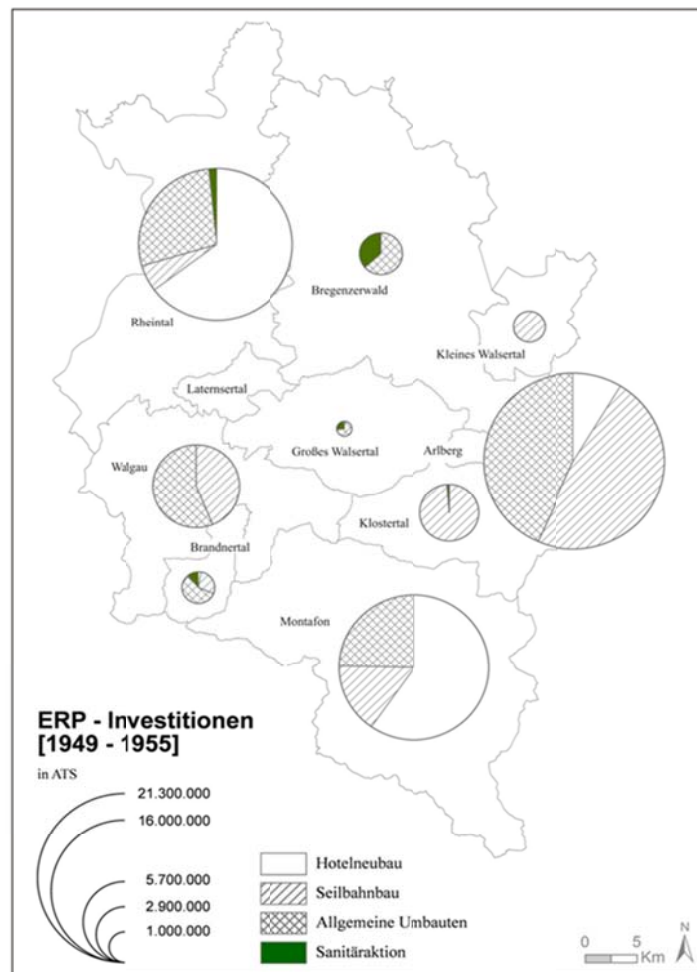 Rheintal
Bregenzerwald
Kleines Walsertal
Laternsertal
Großes Walsertal
Arlberg
Walgau
Klostertal
Brandnertal
Montafon
ERP - Investitionen
[1949 - 1955]
in ATS
21.300.000
16.000.000
5.700.000
2.900.000
1.000.000
Hotelneubau
Seilbahnbau
Allgemeine Umbauten
Sanitäraktion
0 5
Km
N